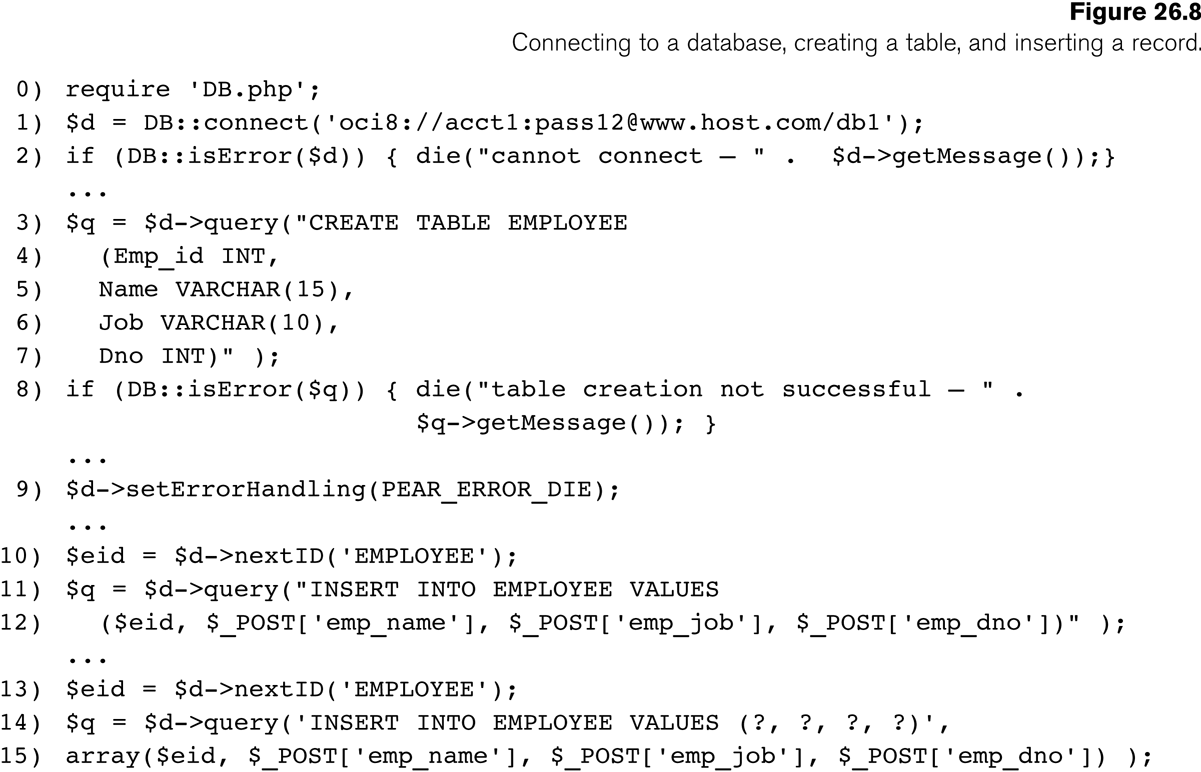 Figure 26.8
Connecting to a database, creating a table, and inserting a record.
0) require 'DB.php';
1) $d = DB::connect('oci8://acct1:pass12@www.host.com/db1');
2) if (DB::isError($d)) { die("cannot connect – " . $d->getMessage());}
...
3) $q = $d->query("CREATE TABLE EMPLOYEE
4) (Emp_id INT,
5) Name VARCHAR(15),
6) Job VARCHAR(10),
7) Dno INT)" );
8) if (DB::isError($q)) { die("table creation not successful – " .
$q->getMessage()); }
...
9) $d->setErrorHandling(PEAR_ERROR_DIE);
...
10) $eid = $d->nextID('EMPLOYEE');
11) $q = $d->query("INSERT INTO EMPLOYEE VALUES
12) ($eid, $_POST['emp_name'], $_POST['emp_job'], $_POST['emp_dno'])" );
...
13) $eid = $d->nextID('EMPLOYEE');
14) $q = $d->query('INSERT INTO EMPLOYEE VALUES (?, ?, ?, ?)',
15) array($eid, $_POST['emp_name'], $_POST['emp_job'], $_POST['emp_dno']) );